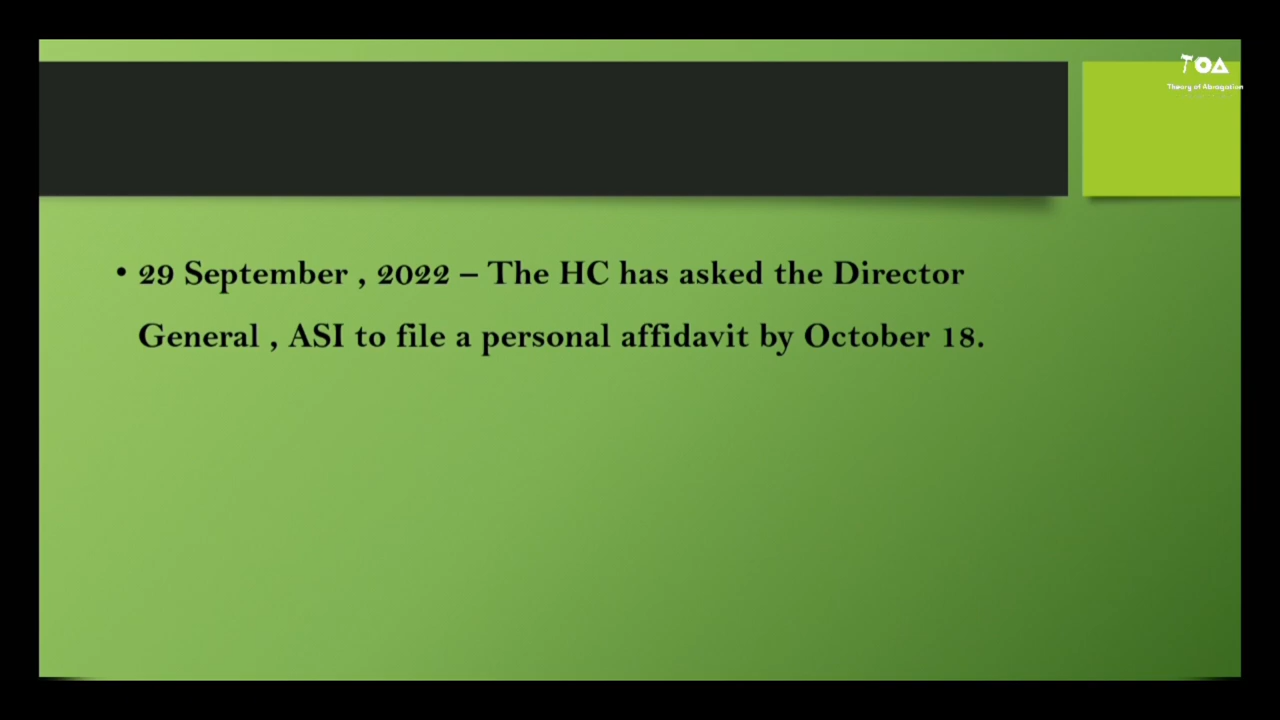 TOA
Theory of Abrogation
• 29 September , 2022 – The HC has asked the Director
General , ASI to file a personal affidavit by October 18.